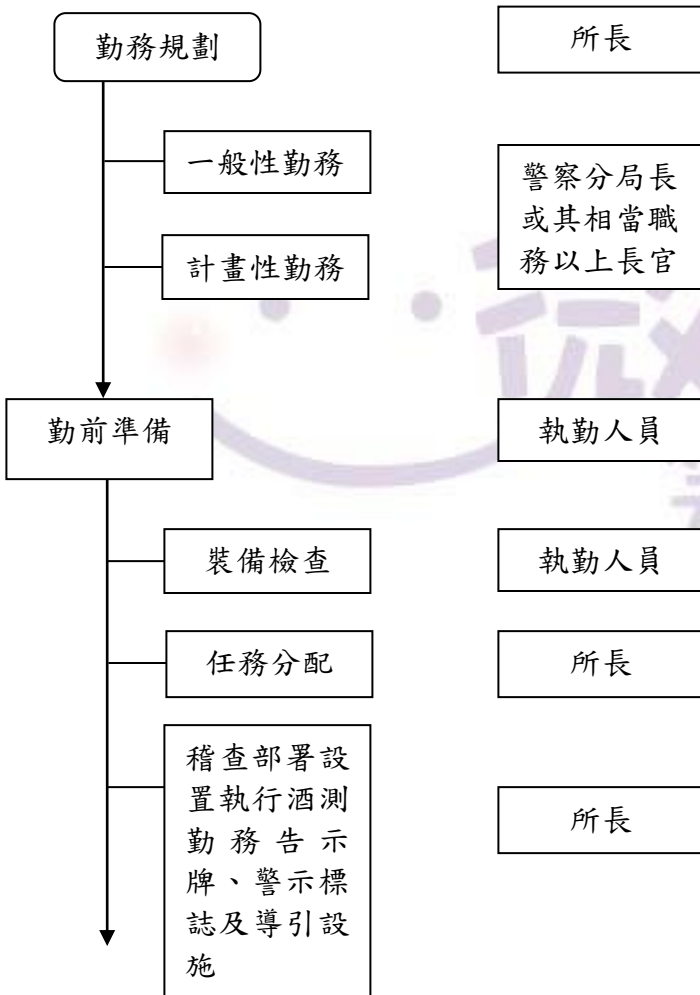 勤務規劃
所長
一般性勤務
警察分局長
或其相當職
務以上長官
計畫性勤務
勤前準備
執勤人員
裝備檢查
執勤人員
任務分配
所長
稽查部署設
置執行酒測
勤務告示
牌、警示標
誌及導引設
施
所長